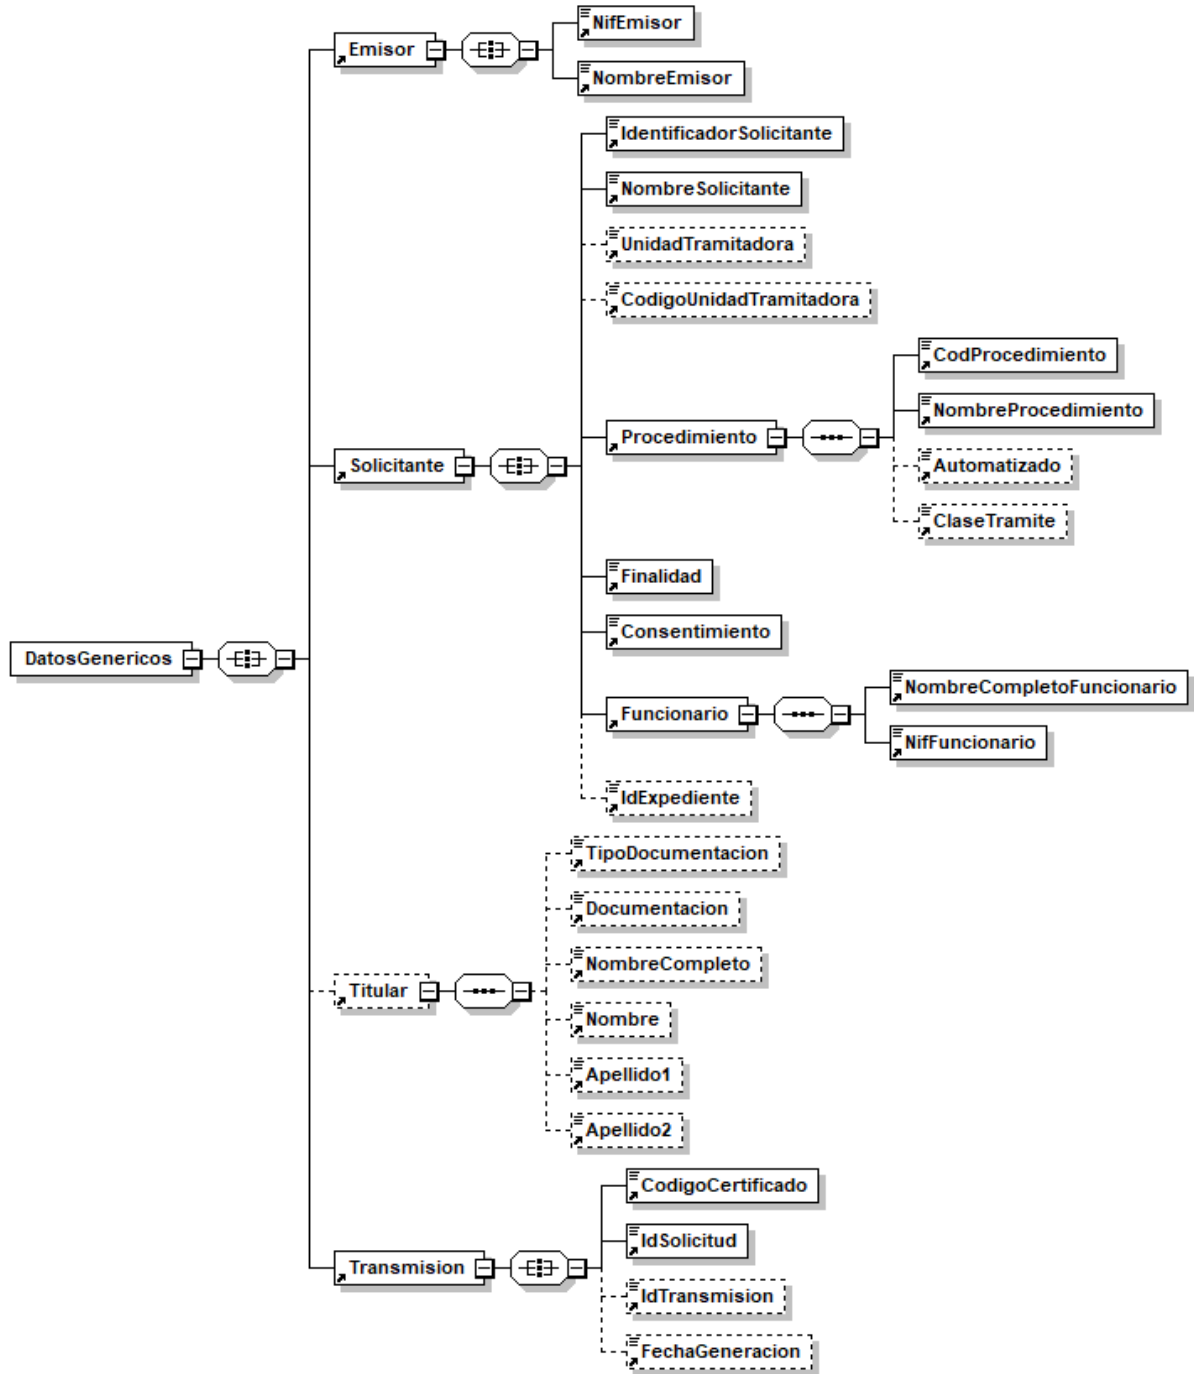 NifEmisor
Emisor
NombreEmisor
IdentificadorSolicitante
NombreSolicitante
UnidadTramitadora
CodigoUnidadTramitadora
CodProcedimiento
NombreProcedimiento
Procedimiento
Solicitante
Automatizado
ClaseTramite
Finalidad
Consentimiento
DatosGenericos
NombreCompletoFuncionario
Funcionario
NifFuncionario
IdExpediente
TipoDocumentacion
Documentacion
NombreCompleto
Titular
Nombre
Apellido1
Apellido2
CodigoCertificado
IdSolicitud
Transmision
IdTransmision
FechaGeneracion